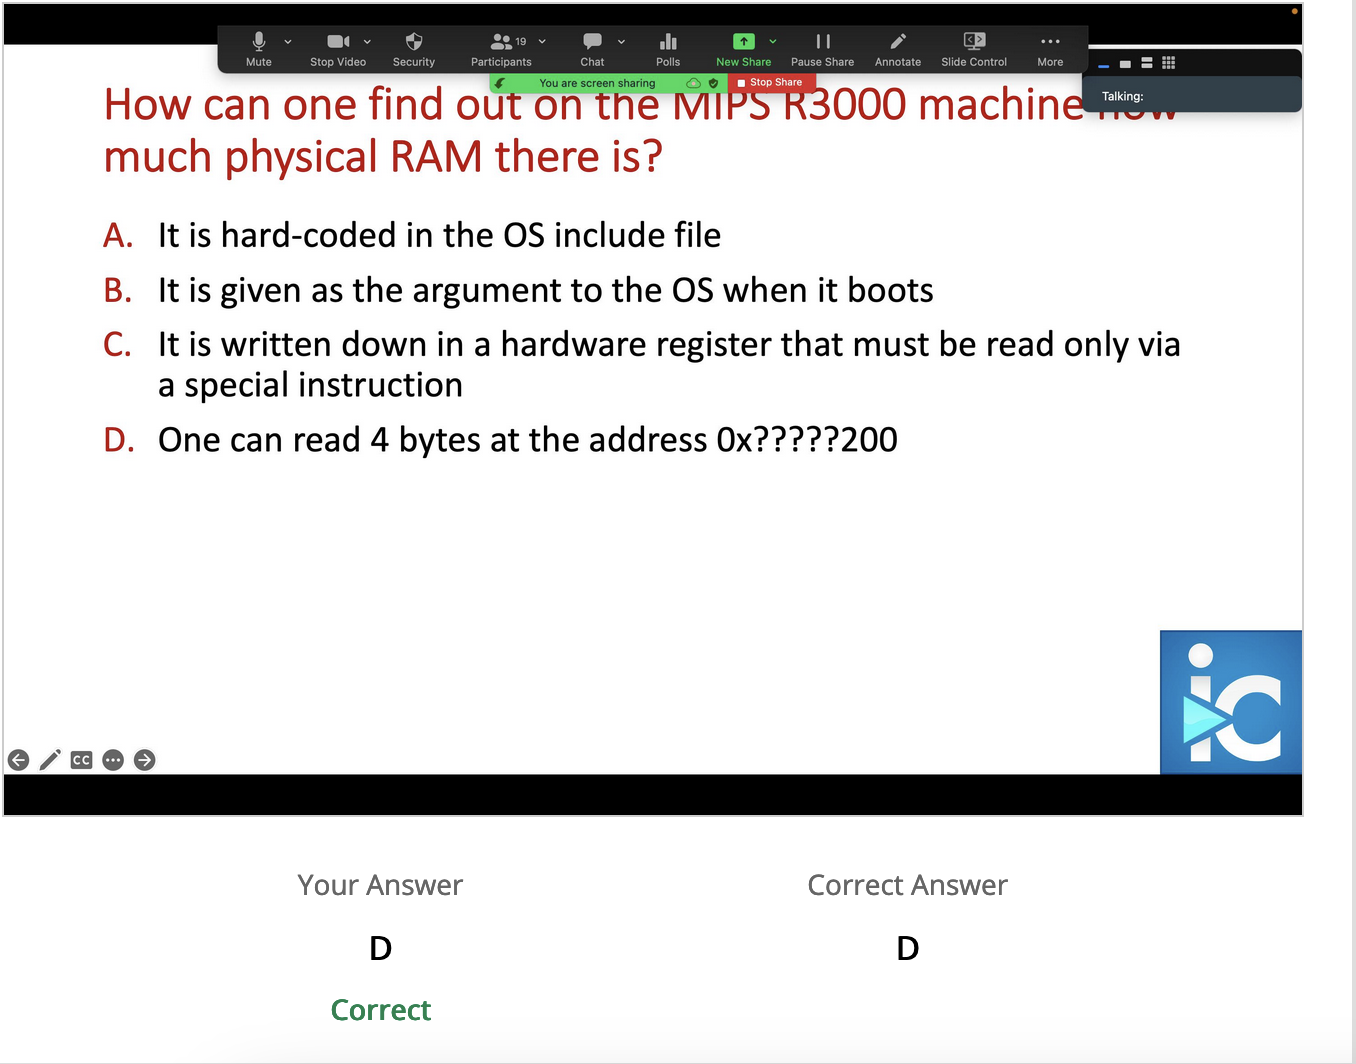 Mute
Stop Video
Security
19
Participants
Chat
Polls
New Share
Pause Share
Annotate
Slide Control
More
You are screen sharing
Stop Share
Talking:
How can one find out on the MIPS R3000 machine how
much physical RAM there is?
A. It is hard-coded in the OS include file
B. It is given as the argument to the OS when it boots
C. It is written down in a hardware register that must be read only via
a special instruction
D. One can read 4 bytes at the address 0x?????200
CC
ic
Your Answer
Correct Answer
D
D
Correct